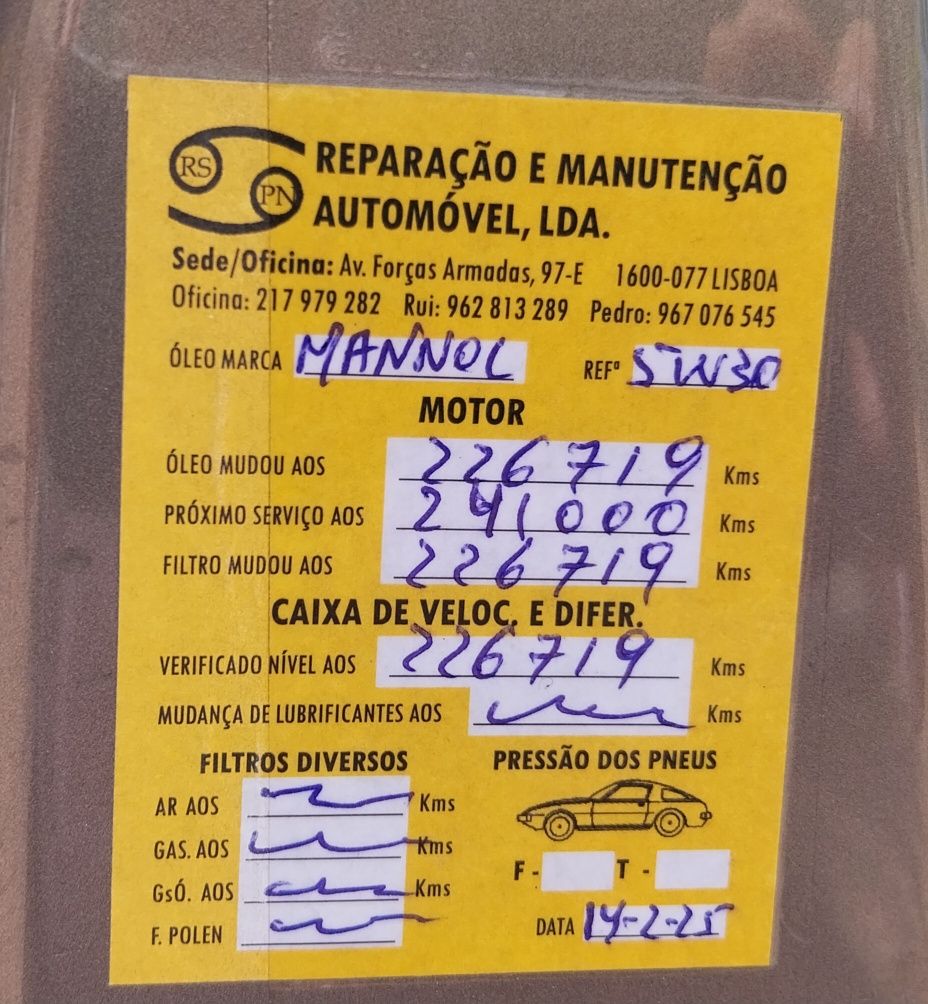 RS PN
REPARAÇÃO E MANUTENÇÃO
AUTOMÓVEL, LDA.
Sede/Oficina: Av. Forças Armadas, 97-E 1600-077 LISBOA
Oficina: 217 979 282 Rui: 962 813 289 Pedro: 967 076 545
ÓLEO MARCA MANNOL REFª 5W30
MOTOR
ÓLEO MUDOU AOS 226719 Kms
PRÓXIMO SERVIÇO AOS 241000 Kms
FILTRO MUDOU AOS 226719 Kms
CAIXA DE VELOC. E DIFER.
VERIFICADO NÍVEL AOS 226719 Kms
MUDANÇA DE LUBRIFICANTES AOS Kms
FILTROS DIVERSOS
AR AOS Kms
GAS. AOS Kms
GsÓ. AOS Kms
F. POLEN
PRESSÃO DOS PNEUS
F - T -
DATA 14-2-25